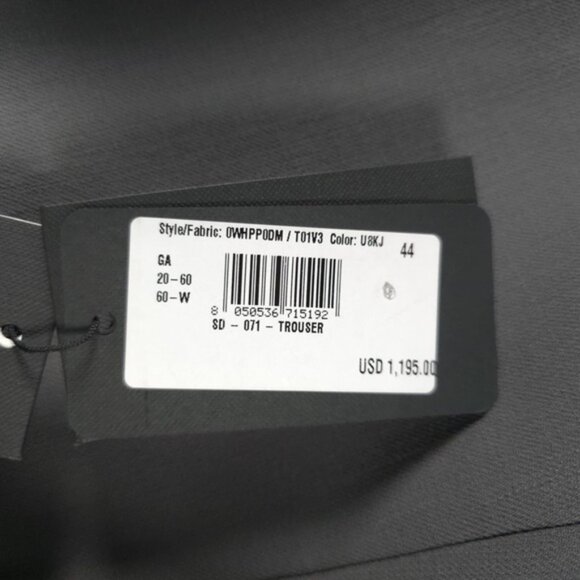 Style/Fabric: 0WHPP0DM / T01V3 Color: U8KJ 44
GA
20-60
60-W
8 050536 715192
SD - 071 - TROUSER
USD 1,195.00